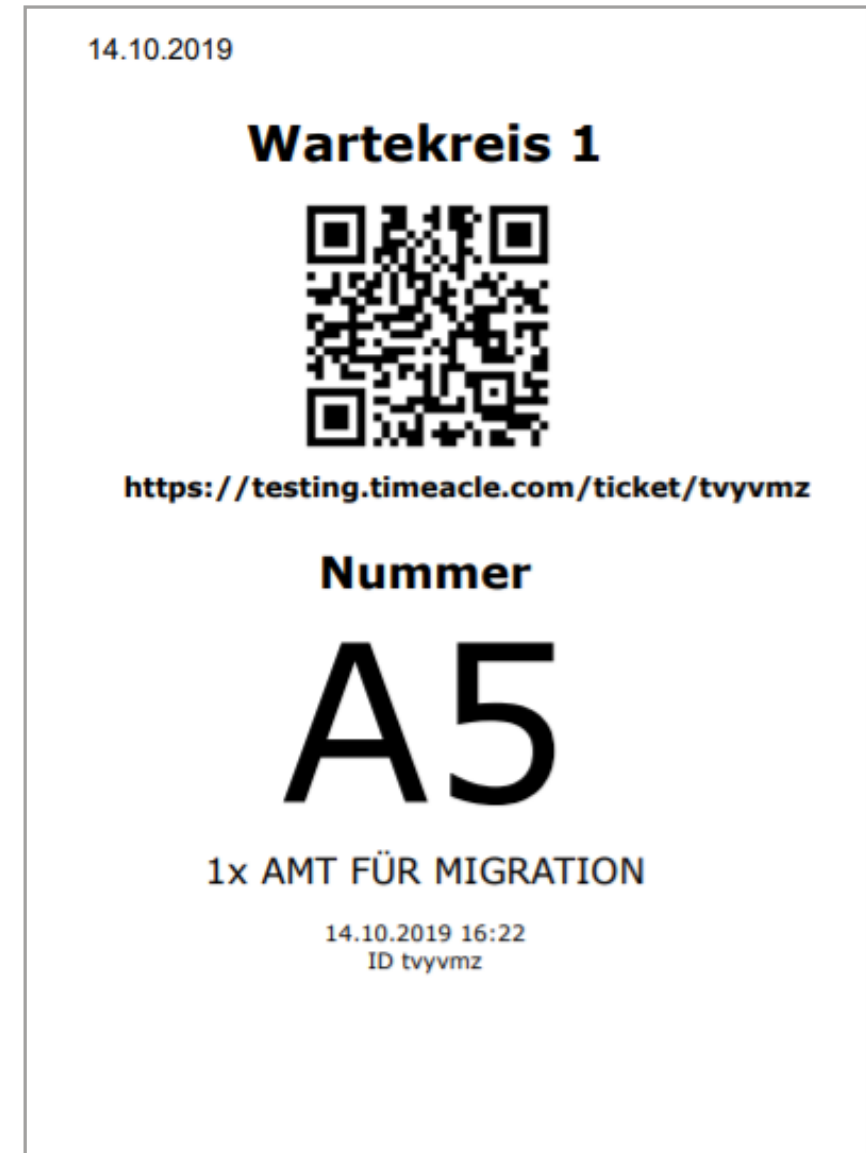 14.10.2019
Wartekreis 1
https://testing.timeacle.com/ticket/tvyvmz
Nummer
A5
1x AMT FÜR MIGRATION
14.10.2019 16:22
ID tvyvmz